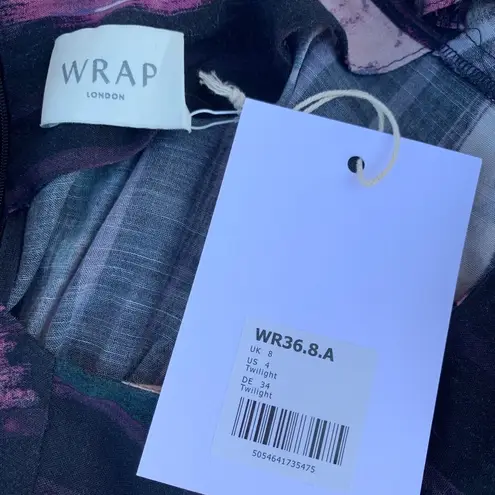 WRAP
LONDON
WR36.8.A
UK 8
US 4
Twilight
DE 34
Twilight
5054641735475